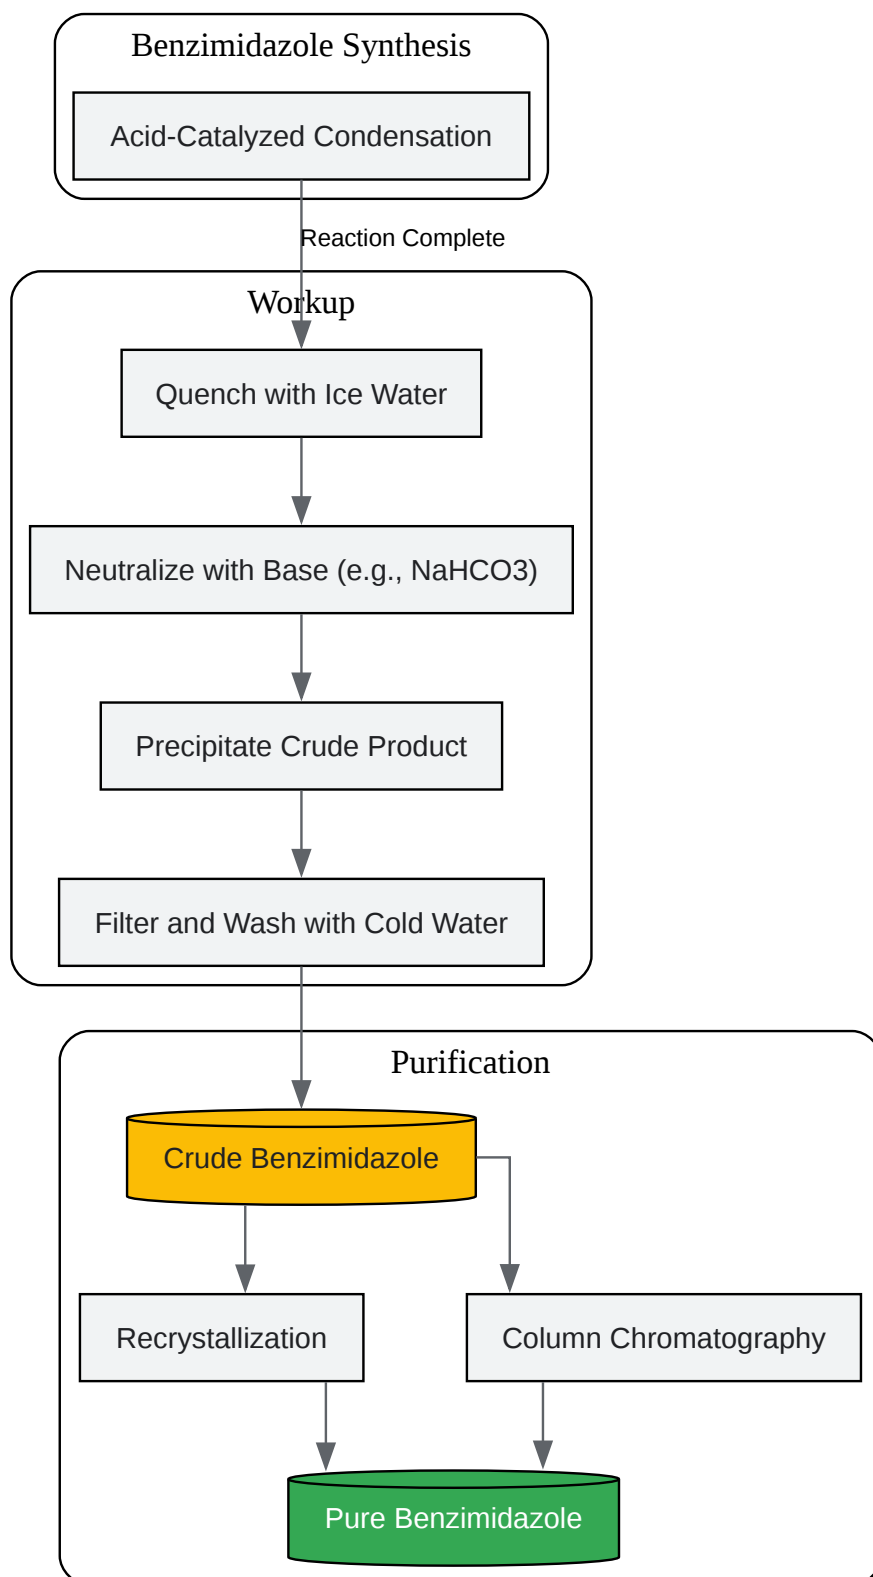 Benzimidazole Synthesis
Acid-Catalyzed Condensation
Reaction Complete
Workup
Quench with Ice Water
Neutralize with Base (e.g., NaHCO3)
Precipitate Crude Product
Filter and Wash with Cold Water
Purification
Crude Benzimidazole
Recrystallization
Column Chromatography
Pure Benzimidazole